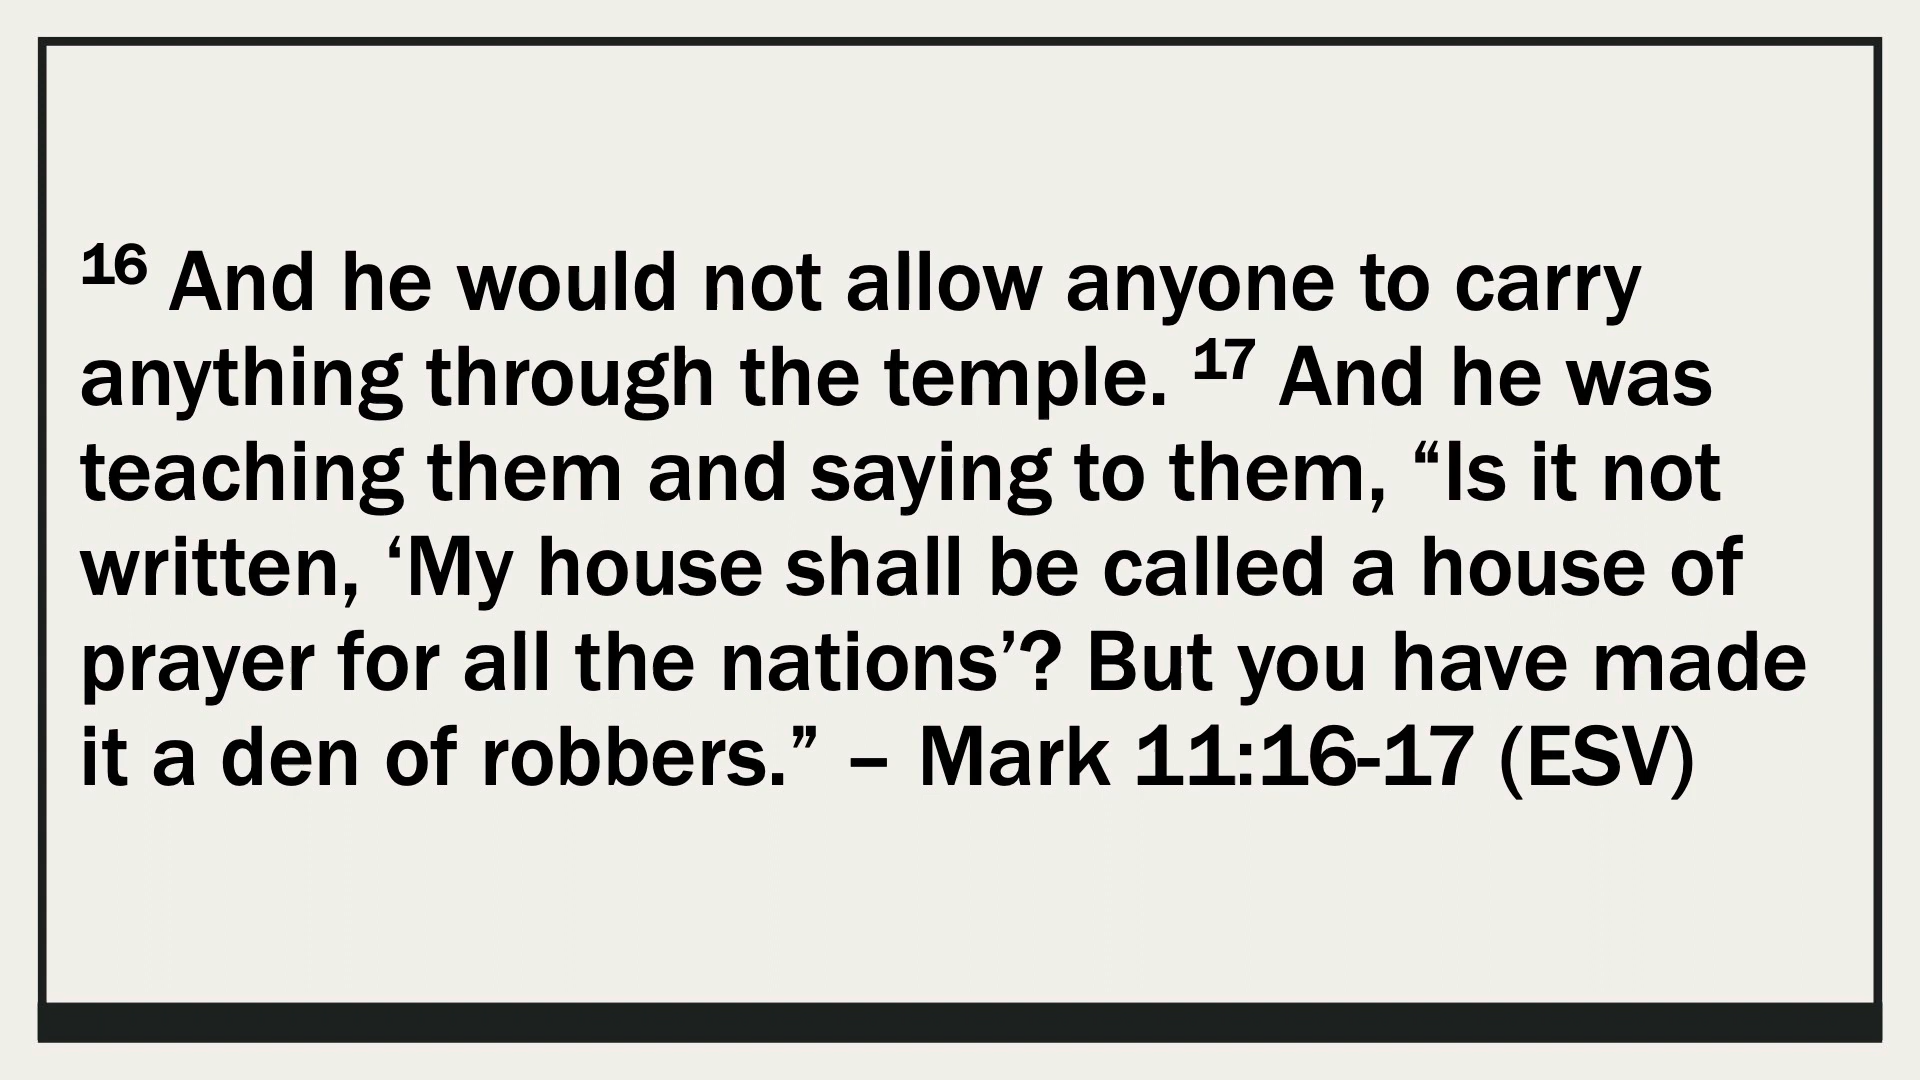 ¹⁶ And he would not allow anyone to carry
anything through the temple. ¹⁷ And he was
teaching them and saying to them, “Is it not
written, ‘My house shall be called a house of
prayer for all the nations’? But you have made
it a den of robbers.” – Mark 11:16-17 (ESV)